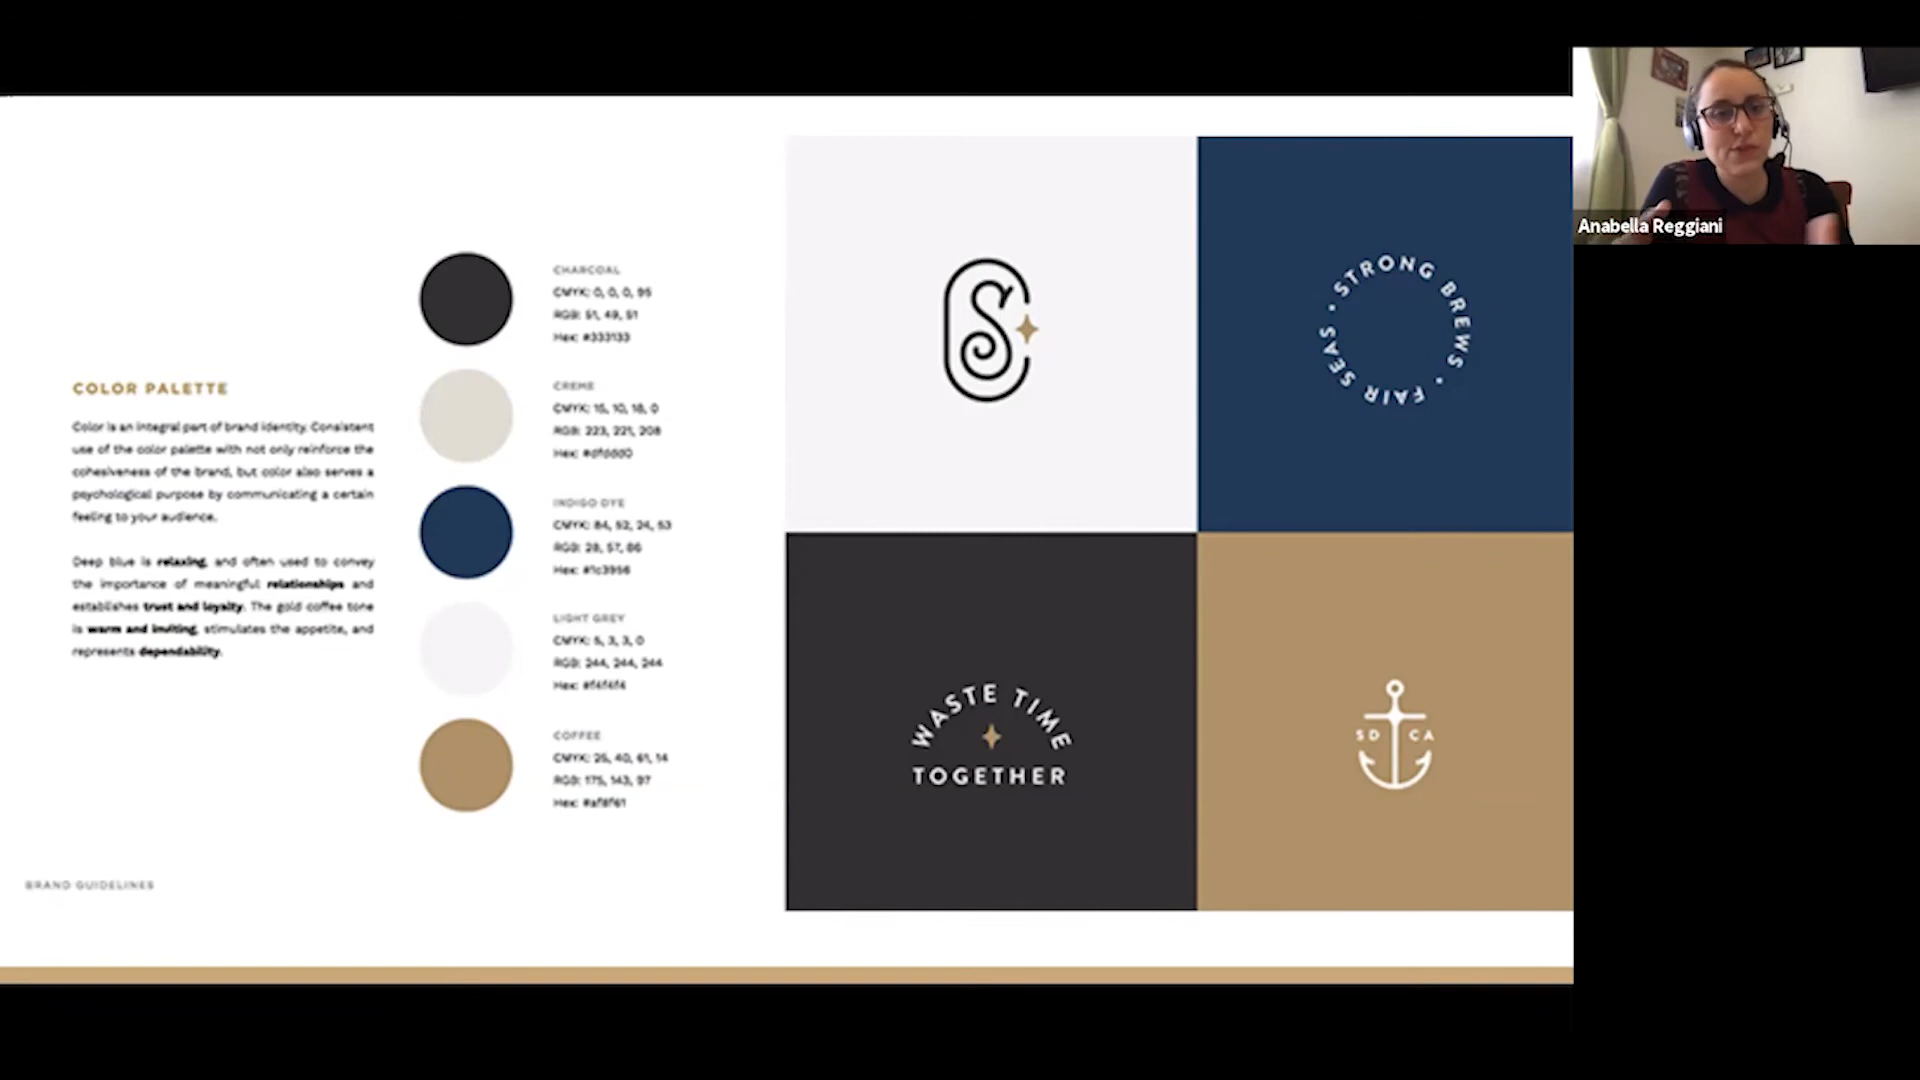 COLOR PALETTE
Color is an integral part of brand identity. Consistent
use of the color palette with not only reinforce the
cohesiveness of the brand, but color also serves a
psychological purpose by communicating a certain
feeling to your audience.
Deep blue is relaxing, and often used to convey
the importance of meaningful relationships and
establishes trust and loyalty. The gold coffee tone
is warm and inviting, stimulates the appetite, and
represents dependability.
BRAND GUIDELINES
CHARCOAL
CMYK: 0, 0, 0, 95
RGB: 51, 49, 51
Hex: #333133
CREME
CMYK: 15, 10, 18, 0
RGB: 223, 221, 208
Hex: #dfddd0
INDIGO DYE
CMYK: 84, 52, 24, 53
RGB: 28, 57, 86
Hex: #1c3956
LIGHT GREY
CMYK: 5, 3, 3, 0
RGB: 244, 244, 244
Hex: #f4f4f4
COFFEE
CMYK: 25, 40, 61, 14
RGB: 175, 143, 97
Hex: #af8f61
S
STRONG BREWS • FAIR SEAS •
WASTE TIME
TOGETHER
SD CA
Anabella Reggiani